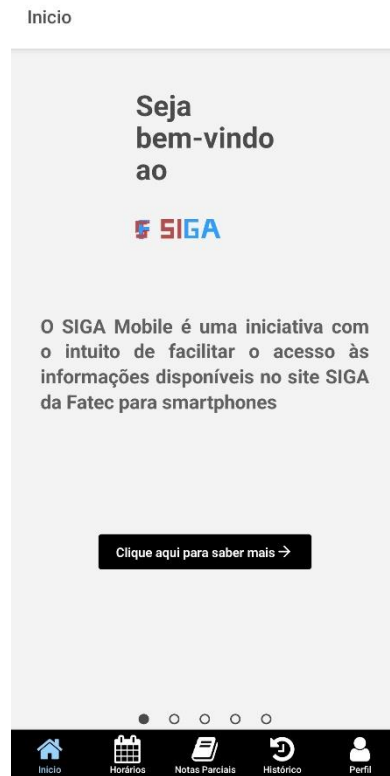 Inicio
Seja
bem-vindo
ao
SIGA
O SIGA Mobile é uma iniciativa com
o intuito de facilitar o acesso às
informações disponíveis no site SIGA
da Fatec para smartphones
Clique aqui para saber mais →
Início
Horários
Notas Parciais
Histórico
Perfil